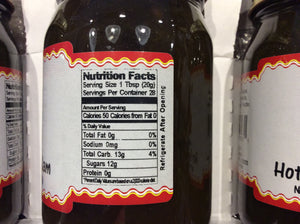 Nutrition Facts
Serving Size 1 Tbsp (20g)
Servings Per Container 28
Amount Per Serving
Calories 50 Calories from Fat 0
% Daily Value
Total Fat 0g 0%
Sodium 0mg 0%
Total Carb. 13g 4%
Sugars 12g
Protein 0g
Refrigerate After Opening
Hot